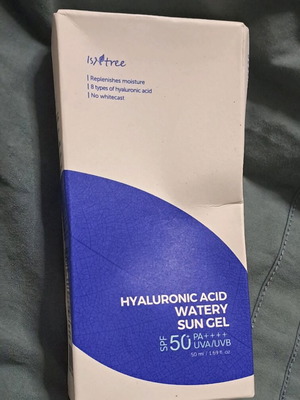 Isntree
| Replenishes moisture
| 8 types of hyaluronic acid
| No whitecast
HYALURONIC ACID
WATERY
SUN GEL
SPF 50+ PA++++
UVA/UVB
50 ml / 1.69 fl. oz